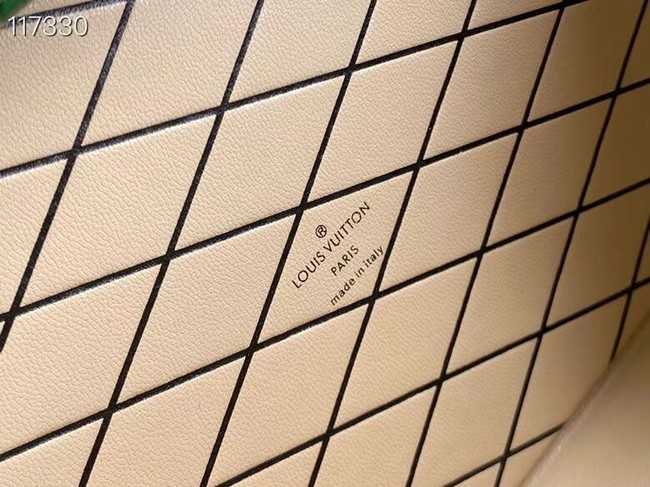 117330
®
LOUIS VUITTON
PARIS
made in italy